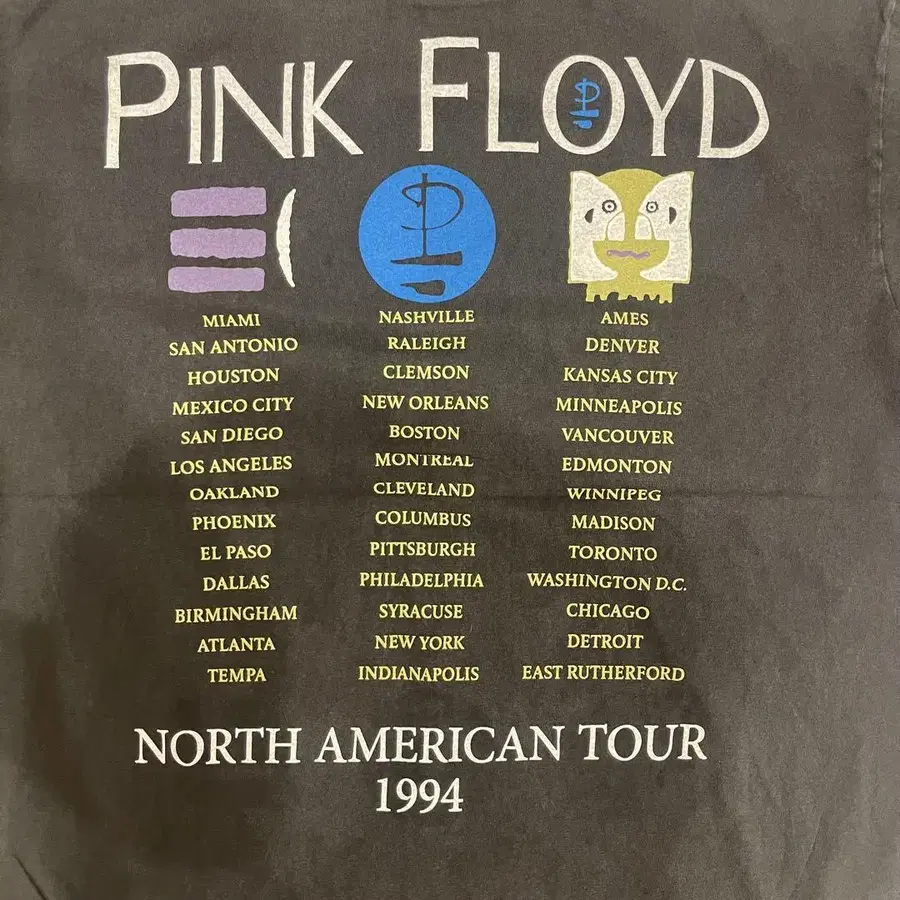 PINK FLOYD
MIAMI
SAN ANTONIO
HOUSTON
MEXICO CITY
SAN DIEGO
LOS ANGELES
OAKLAND
PHOENIX
EL PASO
DALLAS
BIRMINGHAM
ATLANTA
TEMPA
NASHVILLE
RALEIGH
CLEMSON
NEW ORLEANS
BOSTON
MONTREAL
CLEVELAND
COLUMBUS
PITTSBURGH
PHILADELPHIA
SYRACUSE
NEW YORK
INDIANAPOLIS
AMES
DENVER
KANSAS CITY
MINNEAPOLIS
VANCOUVER
EDMONTON
WINNIPEG
MADISON
TORONTO
WASHINGTON D.C.
CHICAGO
DETROIT
EAST RUTHERFORD
NORTH AMERICAN TOUR
1994